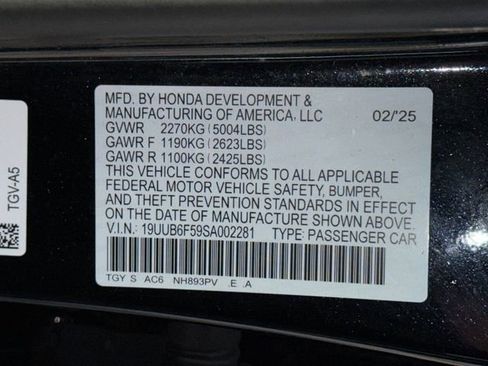 MFD. BY HONDA DEVELOPMENT &
MANUFACTURING OF AMERICA, LLC 02/'25
GVWR 2270KG (5004LBS)
GAWR F 1190KG (2623LBS)
GAWR R 1100KG (2425LBS)
THIS VEHICLE CONFORMS TO ALL APPLICABLE
FEDERAL MOTOR VEHICLE SAFETY, BUMPER,
AND THEFT PREVENTION STANDARDS IN EFFECT
ON THE DATE OF MANUFACTURE SHOWN ABOVE.
V.I.N.: 19UUB6F59SA002281 TYPE: PASSENGER CAR
TGY S AC6 NH893PV .E .A
TGV-A5